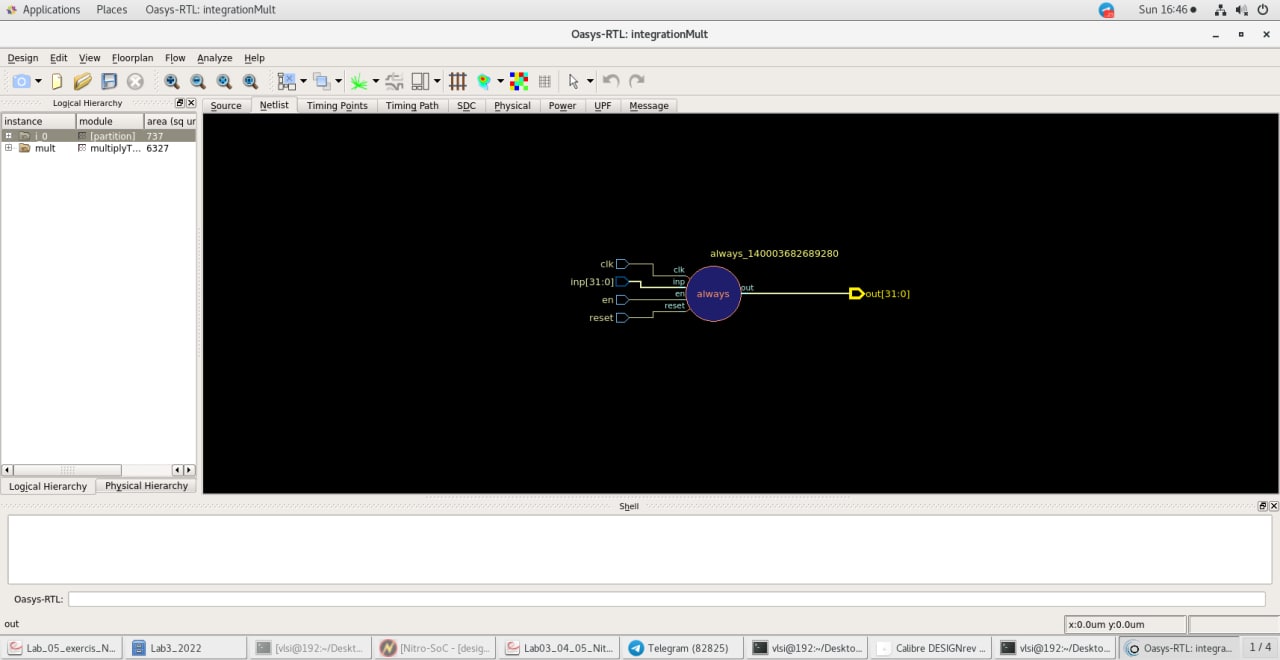 Applications Places Oasys-RTL: integrationMult Sun 16:46
Oasys-RTL: integrationMult
Design Edit View Floorplan Flow Analyze Help
Logical Hierarchy
Source Netlist Timing Points Timing Path SDC Physical Power UPF Message
instance module area (sq ur
i_0 [partition] 737
mult multiplyT... 6327
always_140003682689280
clk
inp[31:0]
en
reset
clk
inp
en
reset
always
out
out[31:0]
Logical Hierarchy Physical Hierarchy
Shell
Oasys-RTL:
out
x:0.0um y:0.0um
Lab_05_exercis_N... Lab3_2022 [vlsi@192:~/Deskt... [Nitro-SoC - [desig... Lab03_04_05_Nit... Telegram (82825) vlsi@192:~/Deskto... Calibre DESIGNrev ... vlsi@192:~/Deskto... Oasys-RTL: integra... 1 / 4